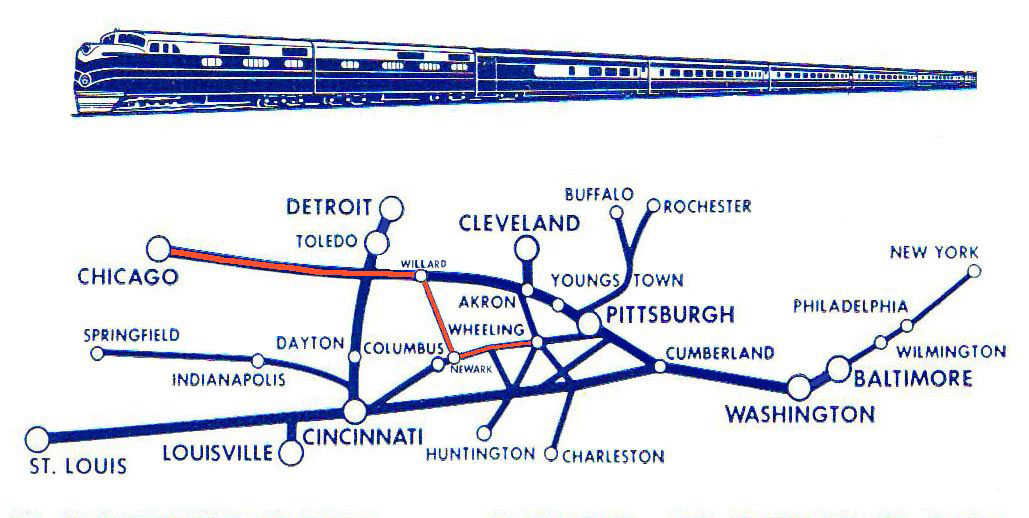 DETROIT
BUFFALO
ROCHESTER
CLEVELAND
TOLEDO
NEW YORK
CHICAGO
WILLARD
YOUNGSTOWN
AKRON
PHILADELPHIA
PITTSBURGH
SPRINGFIELD
WHEELING
DAYTON
COLUMBUS
WILMINGTON
CUMBERLAND
NEWARK
INDIANAPOLIS
BALTIMORE
WASHINGTON
CINCINNATI
LOUISVILLE
HUNTINGTON
CHARLESTON
ST. LOUIS